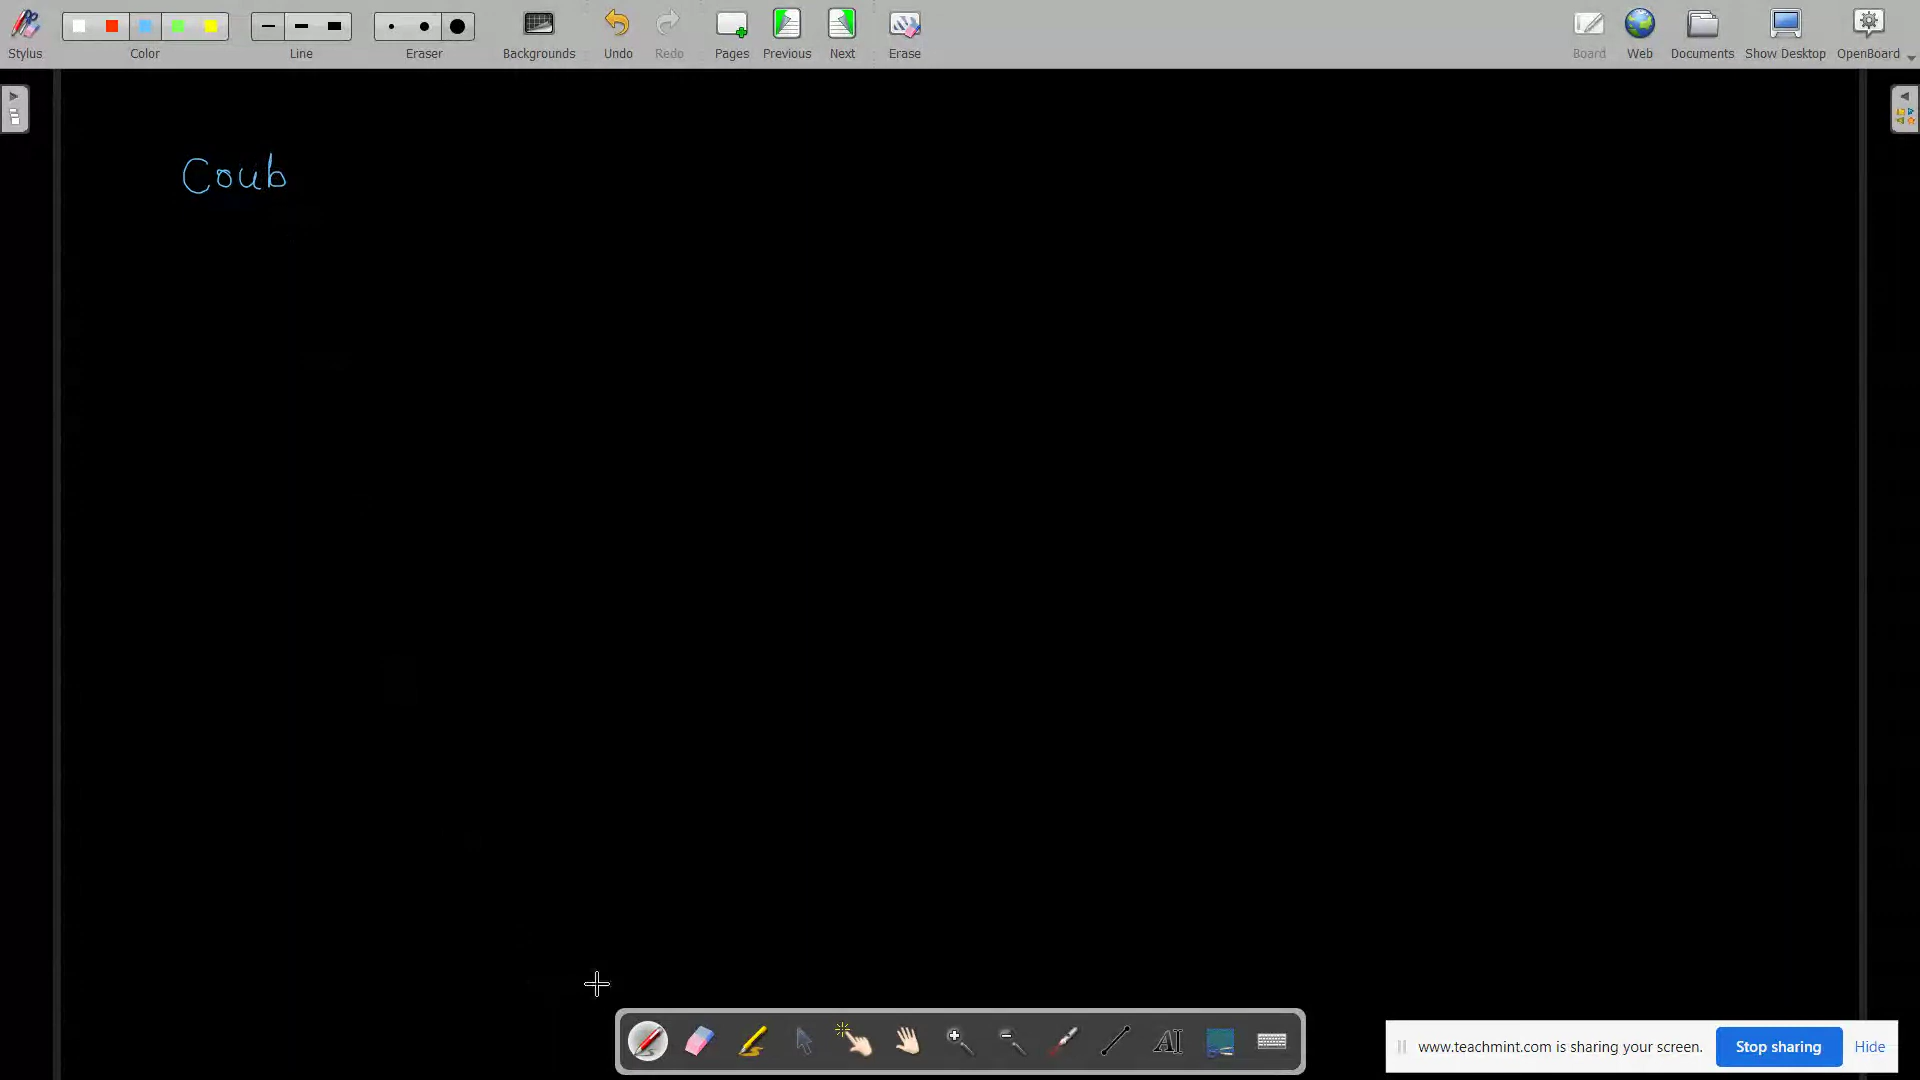 Stylus
Color
Line
Eraser
Backgrounds
Undo
Redo
Pages
Previous
Next
Erase
Board
Web
Documents
Show Desktop
OpenBoard
Coub
AI
www.teachmint.com is sharing your screen.
Stop sharing
Hide